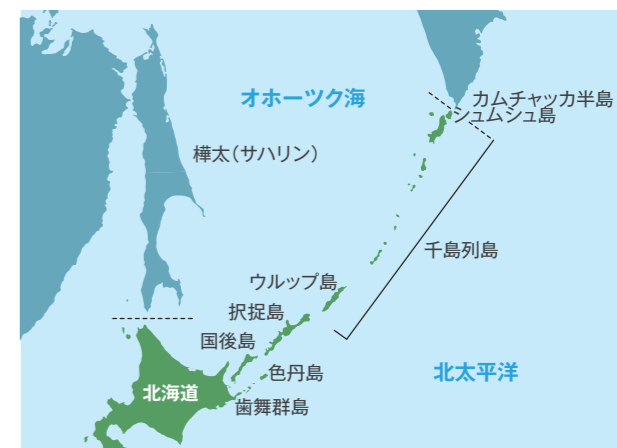 オホーツク海
カムチャッカ半島
シュムシュ島
樺太（サハリン）
千島列島
ウルップ島
択捉島
国後島
色丹島
北太平洋
北海道
歯舞群島